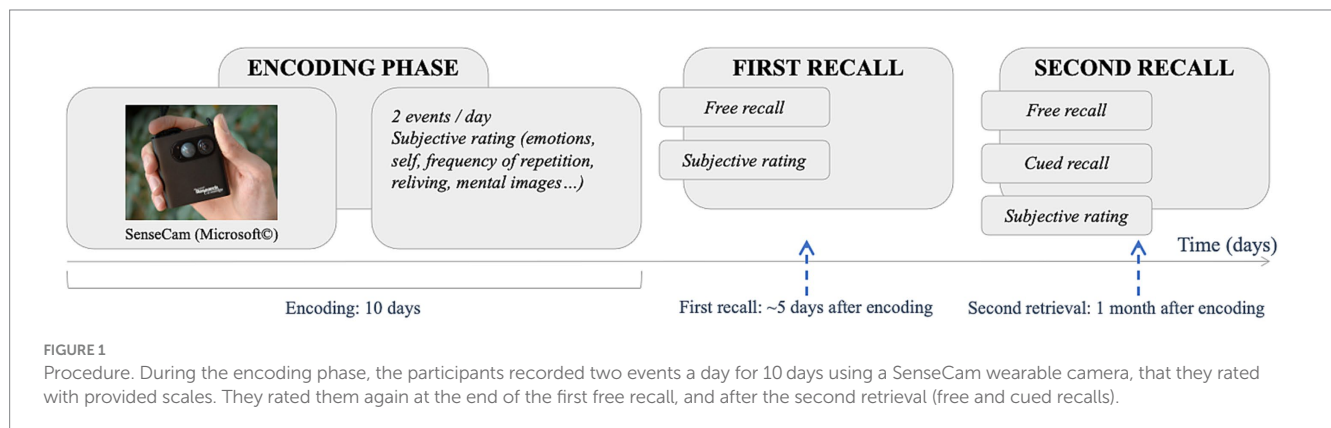 ENCODING PHASE
SenseCam (Microsoft©)
2 events / day
Subjective rating (emotions,
self, frequency of repetition,
reliving, mental images…)
FIRST RECALL
Free recall
Subjective rating
SECOND RECALL
Free recall
Cued recall
Subjective rating
Time (days)
Encoding: 10 days
First recall: ~5 days after encoding
Second retrieval: 1 month after encoding
FIGURE 1
Procedure. During the encoding phase, the participants recorded two events a day for 10 days using a SenseCam wearable camera, that they rated
with provided scales. They rated them again at the end of the first free recall, and after the second retrieval (free and cued recalls).